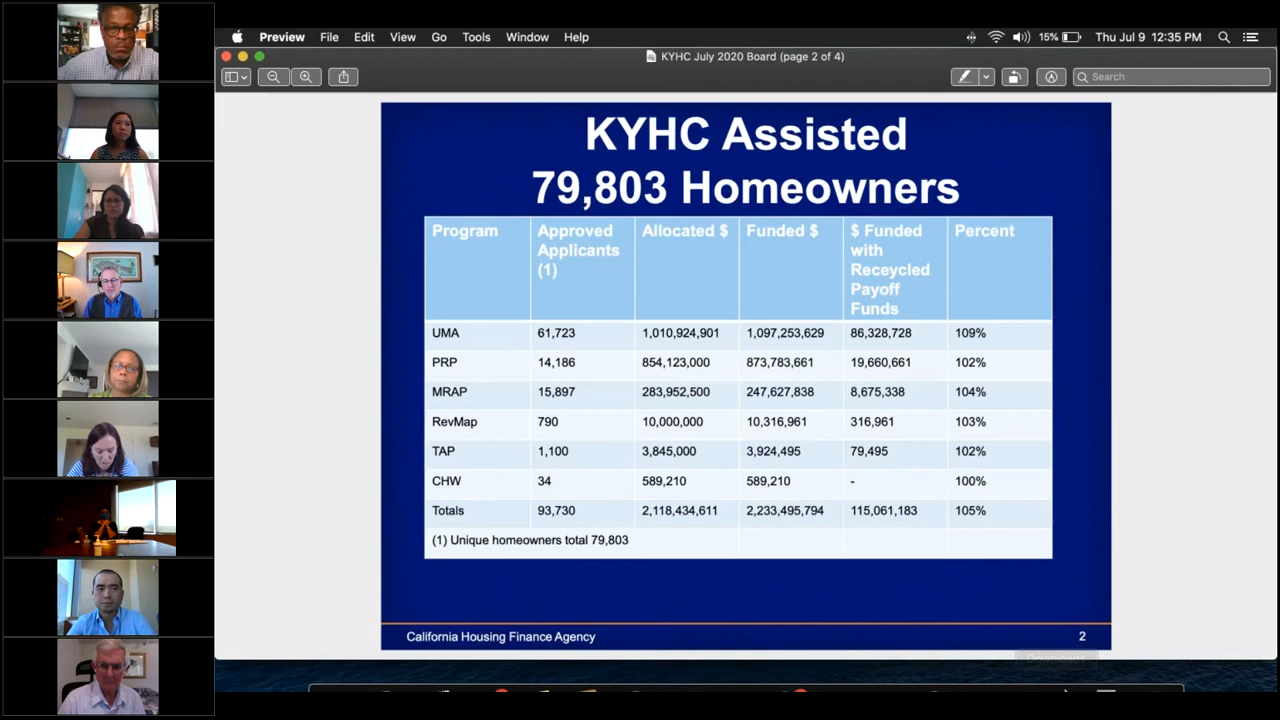 Preview File Edit View Go Tools Window Help 15% Thu Jul 9 12:35 PM
KYHC July 2020 Board (page 2 of 4)
Search
KYHC Assisted
79,803 Homeowners
Program Approved Applicants (1) Allocated $ Funded $ $ Funded with Receycled Payoff Funds Percent
UMA 61,723 1,010,924,901 1,097,253,629 86,328,728 109%
PRP 14,186 854,123,000 873,783,661 19,660,661 102%
MRAP 15,897 283,952,500 247,627,838 8,675,338 104%
RevMap 790 10,000,000 10,316,961 316,961 103%
TAP 1,100 3,845,000 3,924,495 79,495 102%
CHW 34 589,210 589,210 - 100%
Totals 93,730 2,118,434,611 2,233,495,794 115,061,183 105%
(1) Unique homeowners total 79,803
California Housing Finance Agency 2